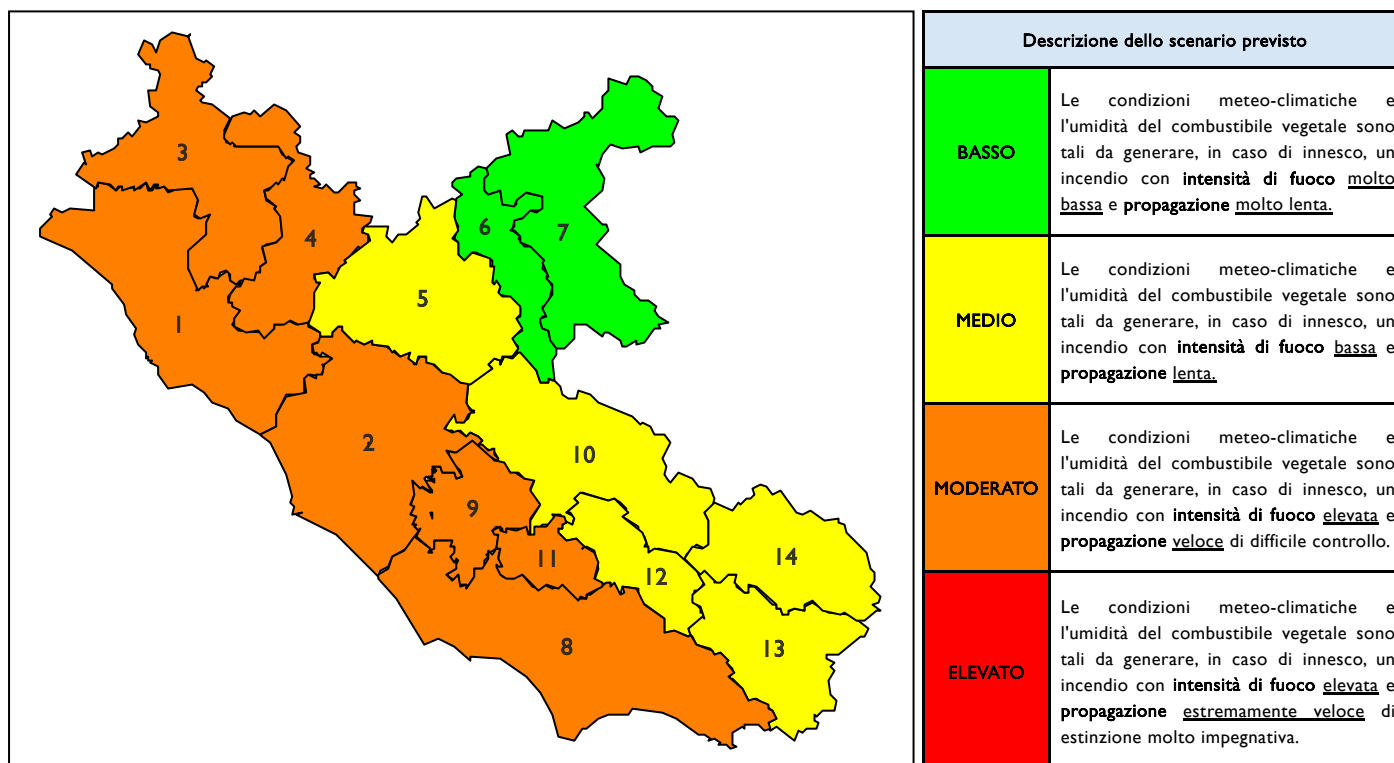 3
4
6
7
5
1
2
10
9
14
11
12
8
13
Descrizione dello scenario previsto
BASSO
Le condizioni meteo-climatiche e
l'umidità del combustibile vegetale sono
tali da generare, in caso di innesco, un
incendio con intensità di fuoco molto
bassa e propagazione molto lenta.
MEDIO
Le condizioni meteo-climatiche e
l'umidità del combustibile vegetale sono
tali da generare, in caso di innesco, un
incendio con intensità di fuoco bassa e
propagazione lenta.
MODERATO
Le condizioni meteo-climatiche e
l'umidità del combustibile vegetale sono
tali da generare, in caso di innesco, un
incendio con intensità di fuoco elevata e
propagazione veloce di difficile controllo.
ELEVATO
Le condizioni meteo-climatiche e
l'umidità del combustibile vegetale sono
tali da generare, in caso di innesco, un
incendio con intensità di fuoco elevata e
propagazione estremamente veloce di
estinzione molto impegnativa.